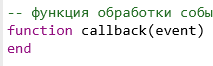 -- функция обработки собы
function callback(event)
end